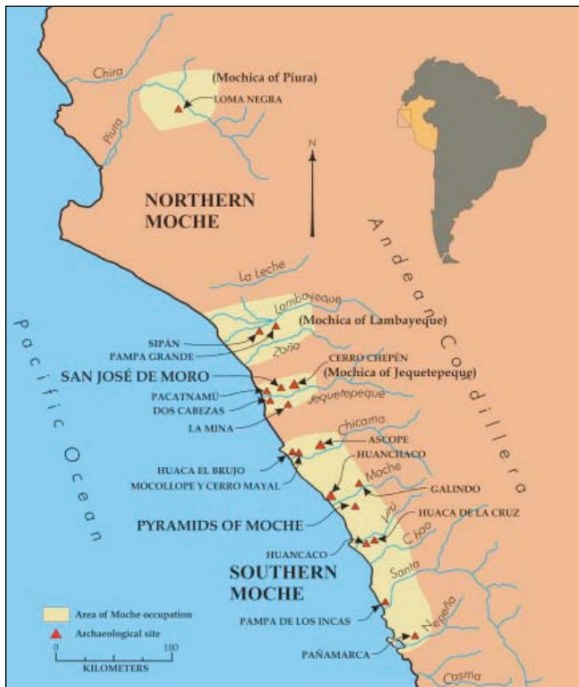 Chira
(Mochica of Piura)
LOMA NEGRA
Piura
N
NORTHERN
MOCHE
Andean Cordillera
La Leche
Lambayeque
(Mochica of Lambayeque)
SIPÁN
PAMPA GRANDE
Zaña
CERRO CHEPÉN
SAN JOSÉ DE MORO
(Mochica of Jequetepeque)
PACATNAMÚ
Jequetepeque
DOS CABEZAS
LA MINA
Pacific Ocean
Chicama
ASCOPE
HUANCHACO
HUACA EL BRUJO
Moche
MOCOLLOPE Y CERRO MAYAL
GALINDO
Virú
HUACA DE LA CRUZ
PYRAMIDS OF MOCHE
Chao
HUANCACO
SOUTHERN
MOCHE
Santa
Area of Moche occupation
PAMPA DE LOS INCAS
Nepeña
Archaeological site
0
100
PAÑAMARCA
KILOMETERS
Casma